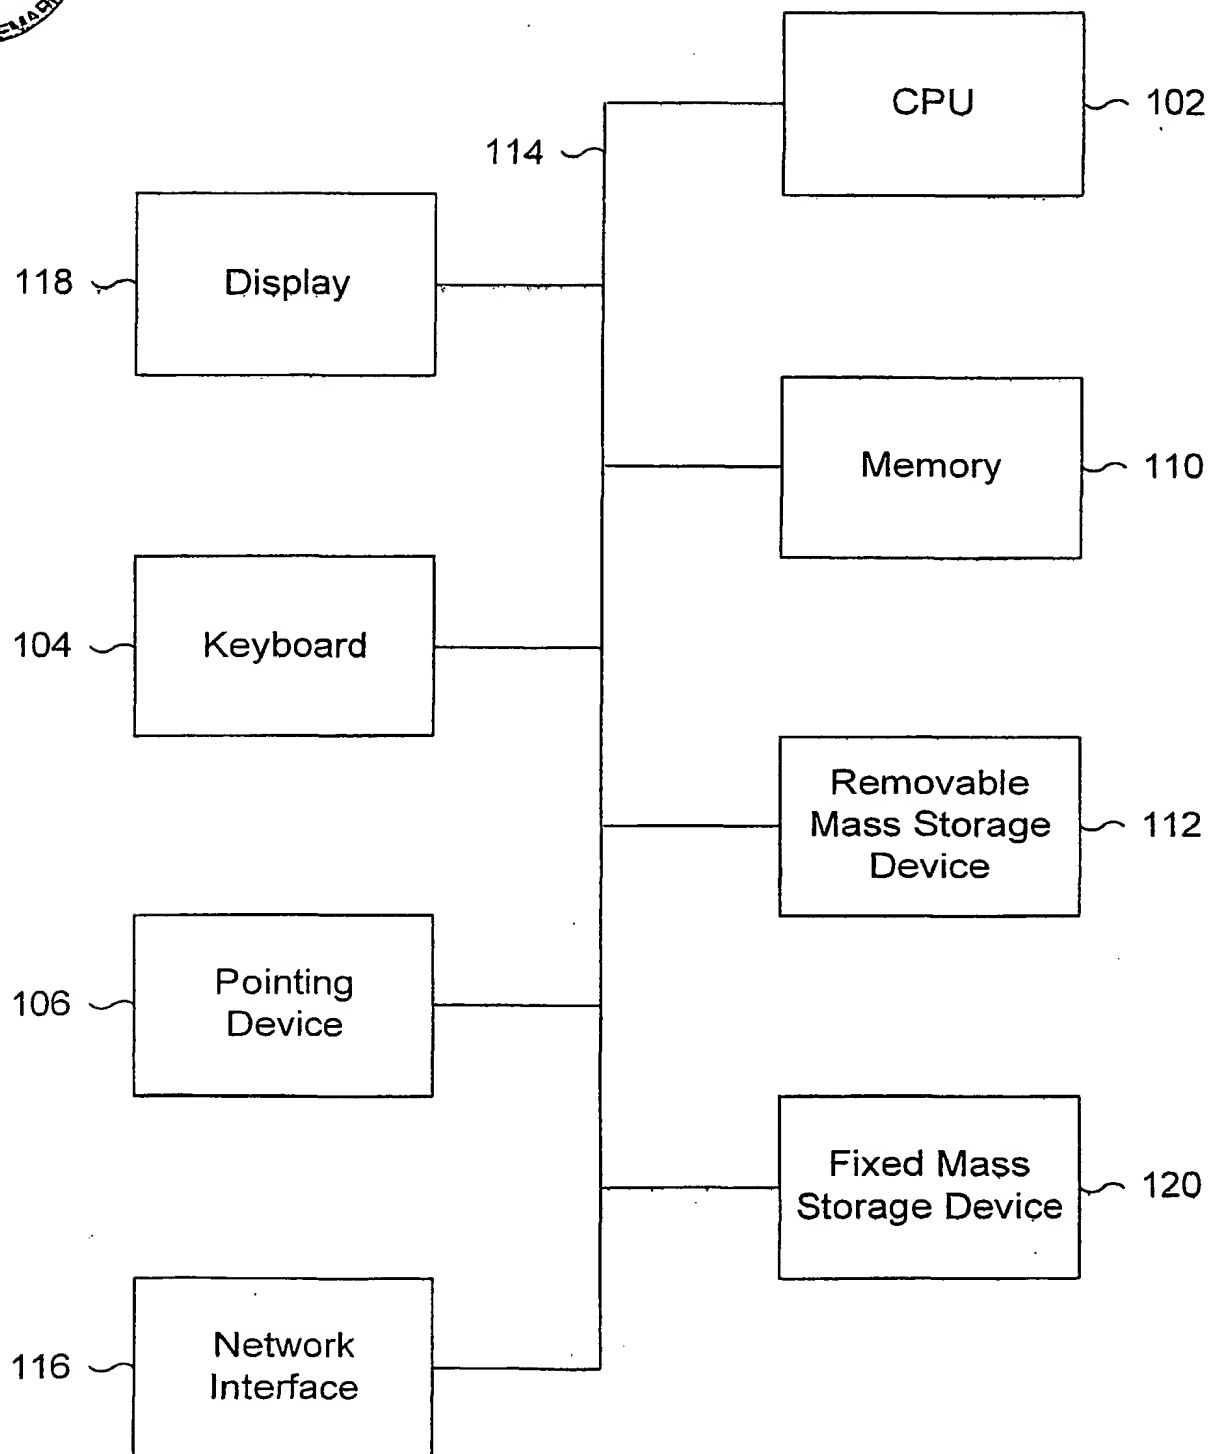 CPU
102
114
118
Display
Memory
110
104
Keyboard
Removable
Mass Storage
Device
112
106
Pointing
Device
Fixed Mass
Storage Device
120
116
Network
Interface